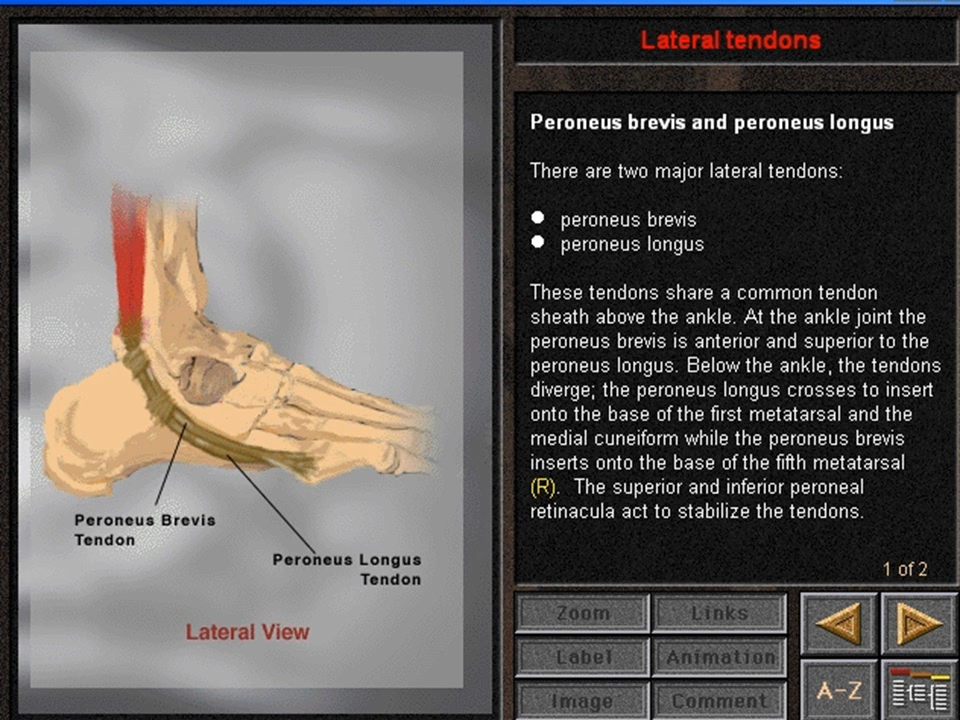 Lateral tendons
Peroneus brevis and peroneus longus
There are two major lateral tendons:
peroneus brevis
peroneus longus
These tendons share a common tendon
sheath above the ankle. At the ankle joint the
peroneus brevis is anterior and superior to the
peroneus longus. Below the ankle, the tendons
diverge; the peroneus longus crosses to insert
onto the base of the first metatarsal and the
medial cuneiform while the peroneus brevis
inserts onto the base of the fifth metatarsal
(R). The superior and inferior peroneal
retinacula act to stabilize the tendons.
1 of 2
Peroneus Brevis
Tendon
Peroneus Longus
Tendon
Lateral View
Zoom
Links
Label
Animation
Image
Comment
A-Z